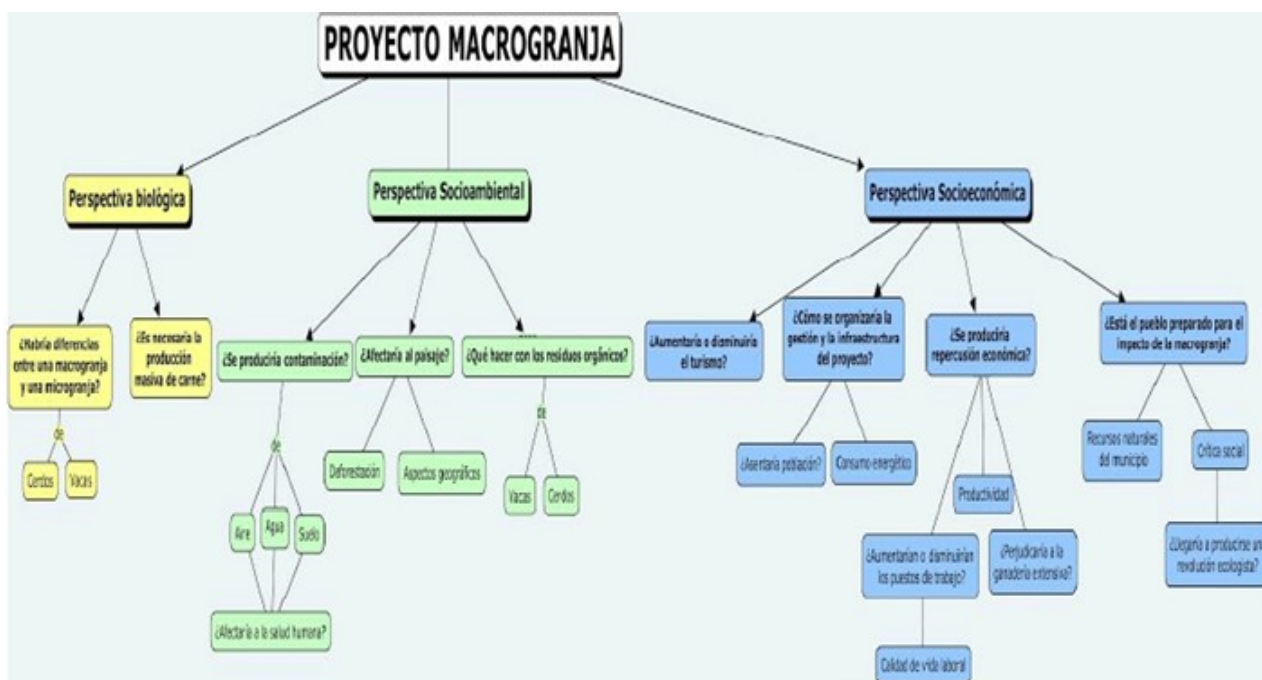 PROYECTO MACROGRANJA
Perspectiva biológica
Perspectiva Socioambiental
Perspectiva Socioeconómica
¿Habría diferencias
entre una macrogranja
y una microgranja?
¿Es necesaria la
producción
masiva de carne?
¿Se produciría contaminación?
¿Afectaría al paisaje?
¿Qué hacer con los residuos orgánicos?
¿Aumentaría o disminuiría
el turismo?
¿Cómo se organizaría la
gestión y la infraestructura
del proyecto?
¿Se produciría
repercusión económica?
¿Está el pueblo preparado para el
impacto de la macrogranja?
de
Cerdos
Vacas
de
Aire
Agua
Suelo
¿Afectaría a la salud humana?
Deforestación
Aspectos geográficos
de
Vacas
Cerdos
¿Asentaría población?
Consumo energético
Productividad
¿Aumentarían o disminuirían
los puestos de trabajo?
¿Perjudicaría a la
ganadería extensiva?
Calidad de vida laboral
Recursos naturales
del municipio
Crítica social
¿Llegaría a producirse una
revolución ecologista?